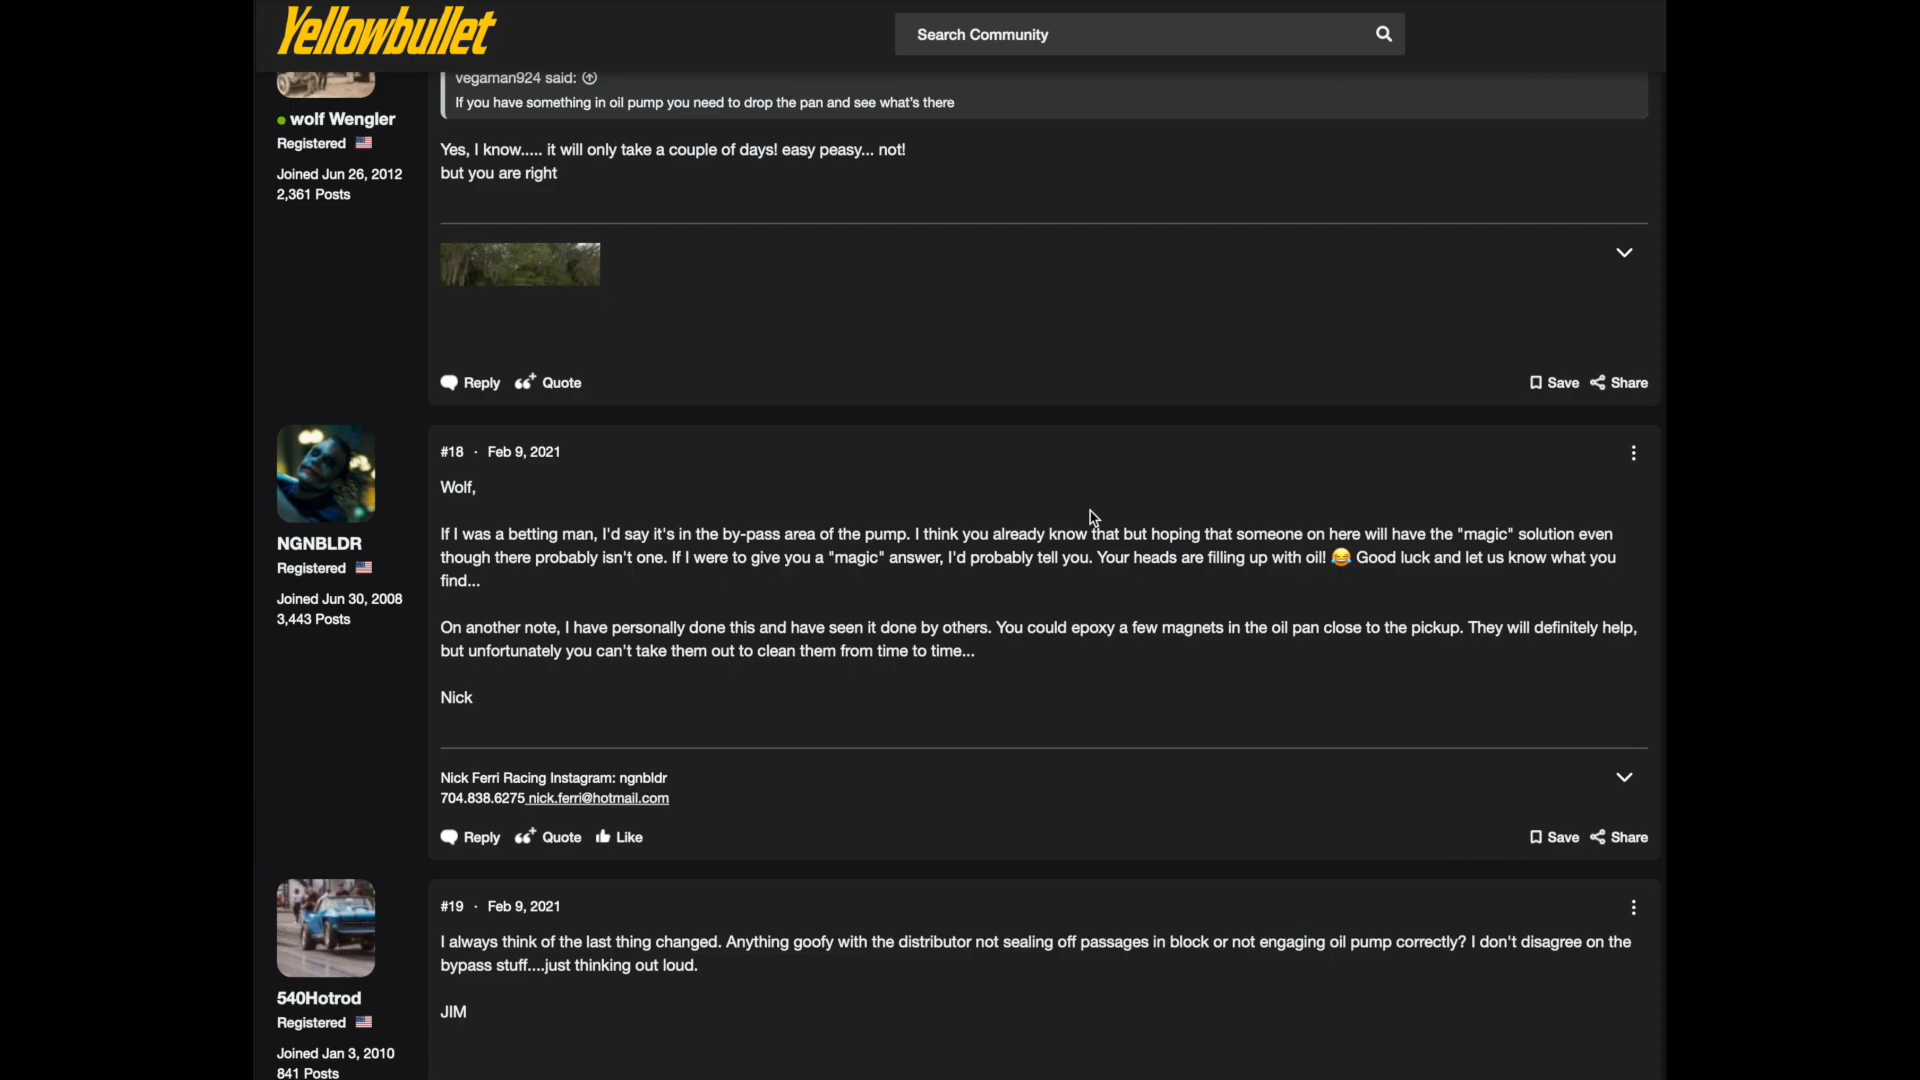 Yellowbullet
Search Community
vegaman924 said:
If you have something in oil pump you need to drop the pan and see what's there
wolf Wengler
Registered
Joined Jun 26, 2012
2,361 Posts
Yes, I know..... it will only take a couple of days! easy peasy... not!
but you are right
Reply Quote
Save Share
NGNBLDR
Registered
Joined Jun 30, 2008
3,443 Posts
#18 · Feb 9, 2021
Wolf,
If I was a betting man, I'd say it's in the by-pass area of the pump. I think you already know that but hoping that someone on here will have the "magic" solution even
though there probably isn't one. If I were to give you a "magic" answer, I'd probably tell you. Your heads are filling up with oil! 😂 Good luck and let us know what you
find...
On another note, I have personally done this and have seen it done by others. You could epoxy a few magnets in the oil pan close to the pickup. They will definitely help,
but unfortunately you can't take them out to clean them from time to time...
Nick
Nick Ferri Racing Instagram: ngnbldr
704.838.6275 nick.ferri@hotmail.com
Reply Quote Like
Save Share
540Hotrod
Registered
Joined Jan 3, 2010
841 Posts
#19 · Feb 9, 2021
I always think of the last thing changed. Anything goofy with the distributor not sealing off passages in block or not engaging oil pump correctly? I don't disagree on the
bypass stuff....just thinking out loud.
JIM